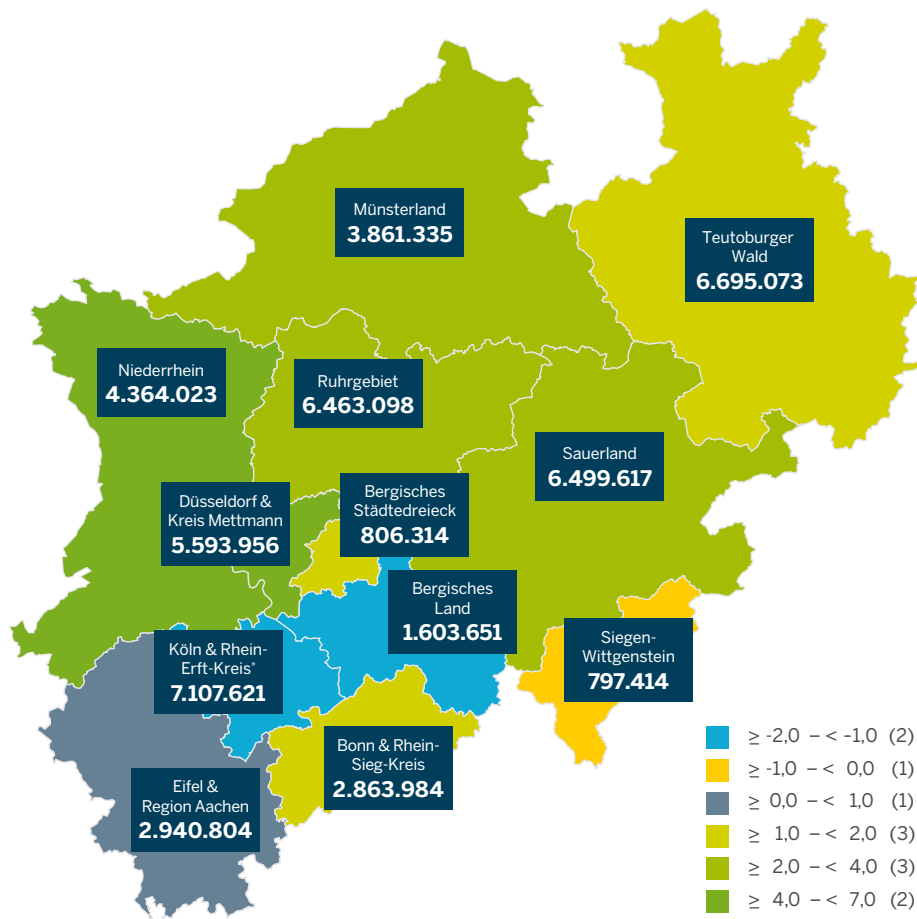 Münsterland
3.861.335
Teutoburger
Wald
6.695.073
Niederrhein
4.364.023
Ruhrgebiet
6.463.098
Sauerland
6.499.617
Düsseldorf &
Kreis Mettmann
5.593.956
Bergisches
Städtedreieck
806.314
Bergisches
Land
1.603.651
Siegen-
Wittgenstein
797.414
Köln & Rhein-
Erft-Kreis*
7.107.621
Bonn & Rhein-
Sieg-Kreis
2.863.984
Eifel &
Region Aachen
2.940.804
≥ -2,0 – < -1,0 (2)
≥ -1,0 – < 0,0 (1)
≥ 0,0 – < 1,0 (1)
≥ 1,0 – < 2,0 (3)
≥ 2,0 – < 4,0 (3)
≥ 4,0 – < 7,0 (2)